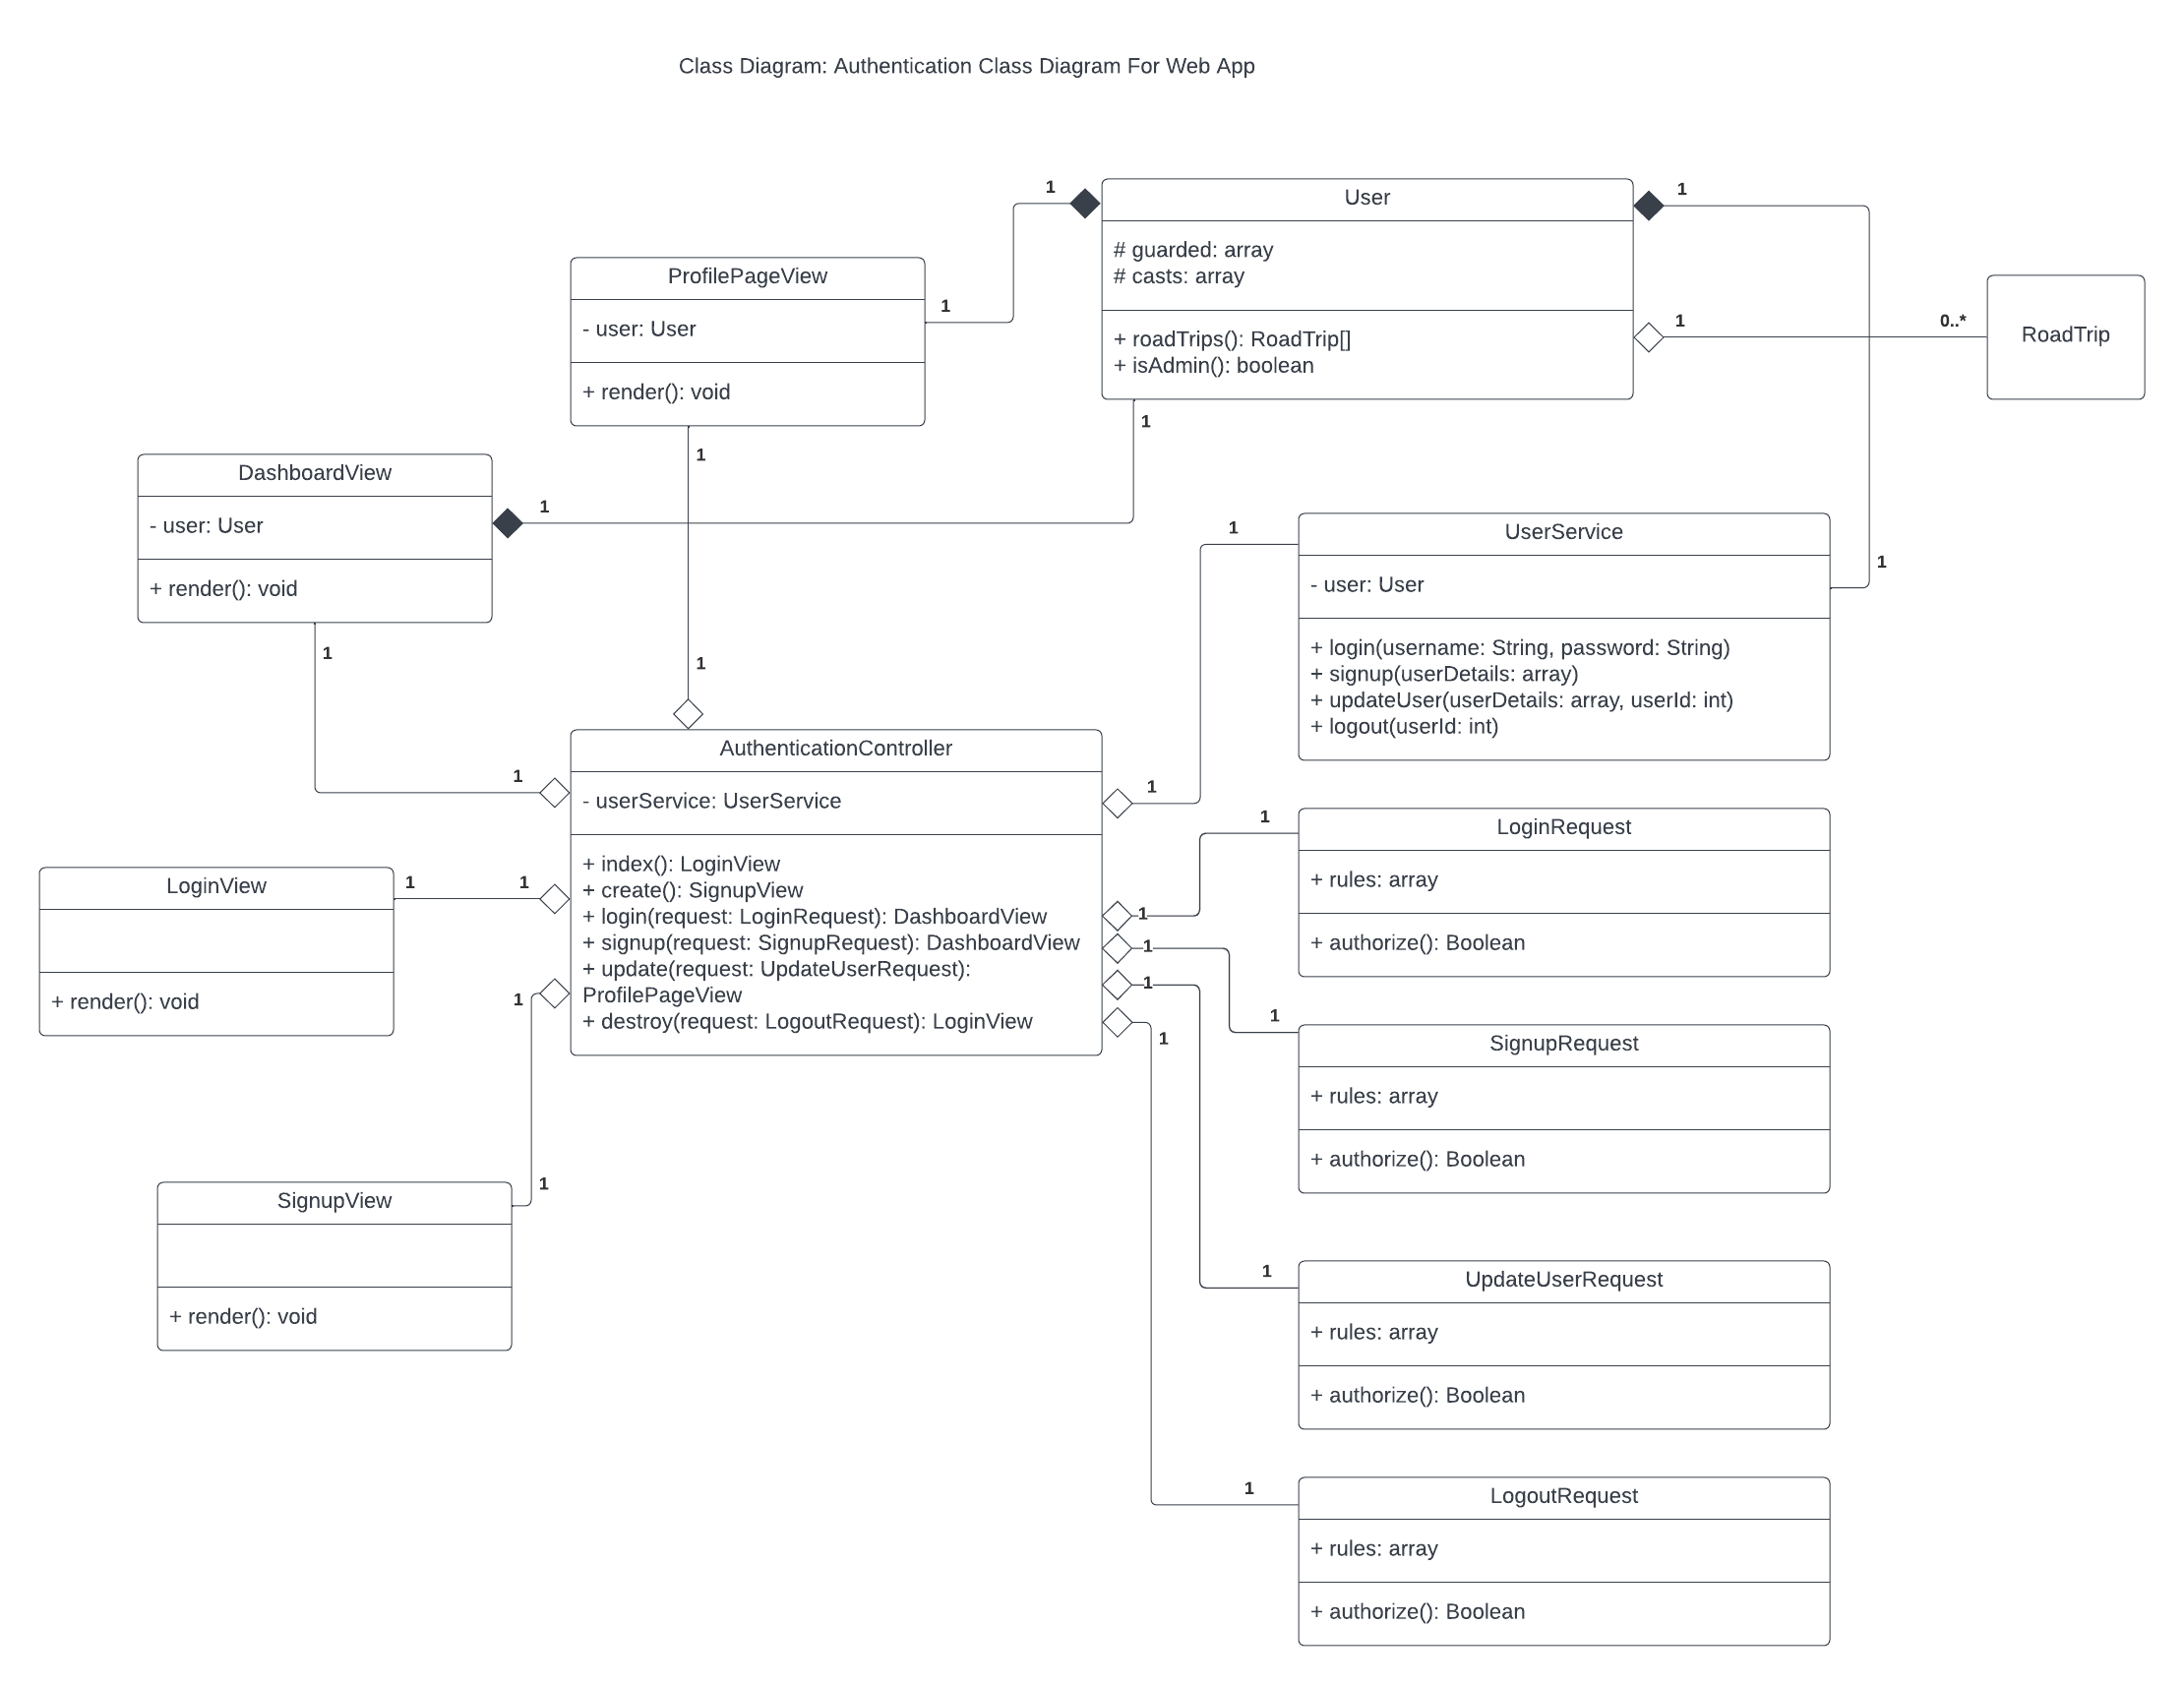 Class Diagram: Authentication Class Diagram For Web App
1
User
1
# guarded: array
# casts: array
+ roadTrips(): RoadTrip[]
+ isAdmin(): boolean
ProfilePageView
- user: User
+ render(): void
1
1
0..*
RoadTrip
1
1
DashboardView
- user: User
+ render(): void
1
1
UserService
- user: User
+ login(username: String, password: String)
+ signup(userDetails: array)
+ updateUser(userDetails: array, userId: int)
+ logout(userId: int)
1
1
1
1
AuthenticationController
- userService: UserService
+ index(): LoginView
+ create(): SignupView
+ login(request: LoginRequest): DashboardView
+ signup(request: SignupRequest): DashboardView
+ update(request: UpdateUserRequest):
ProfilePageView
+ destroy(request: LogoutRequest): LoginView
1
1
LoginRequest
+ rules: array
+ authorize(): Boolean
LoginView
+ render(): void
1
1
1
1
1
1
1
1
SignupRequest
+ rules: array
+ authorize(): Boolean
1
SignupView
+ render(): void
1
UpdateUserRequest
+ rules: array
+ authorize(): Boolean
1
LogoutRequest
+ rules: array
+ authorize(): Boolean